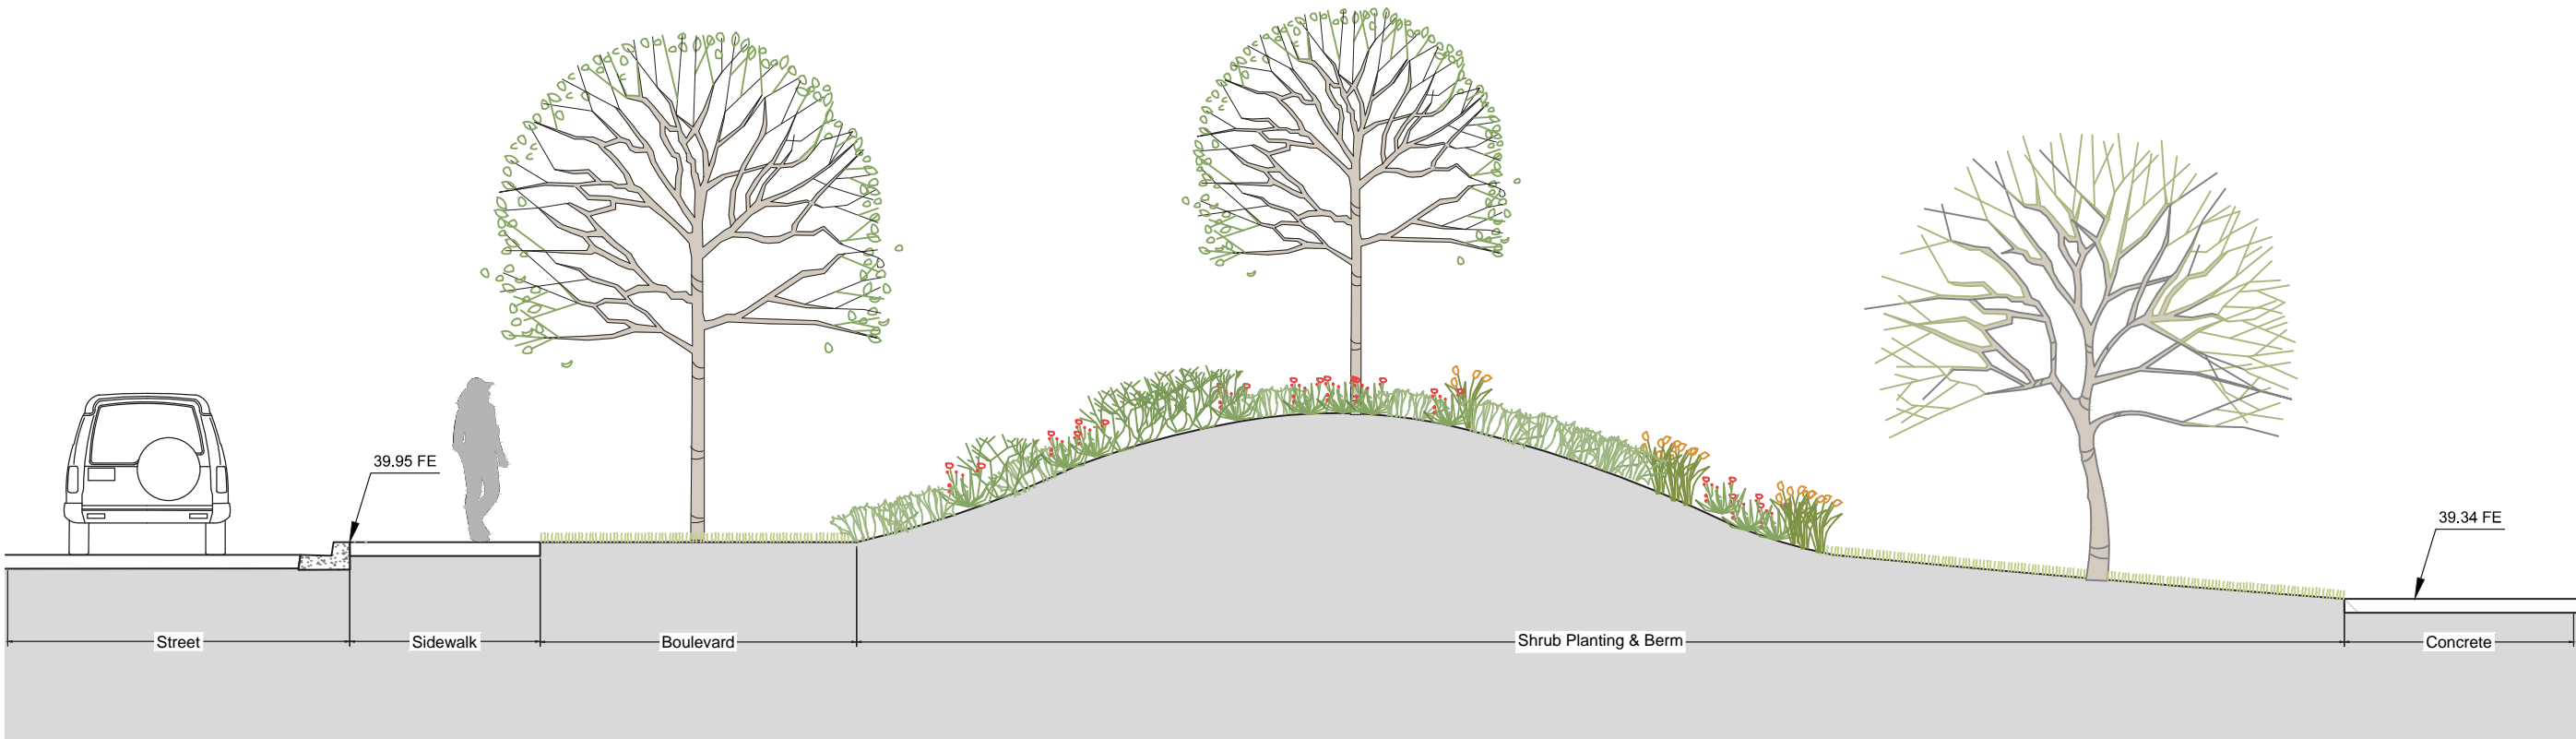 39.95 FE
39.34 FE
Street
Sidewalk
Boulevard
Shrub Planting & Berm
Concrete